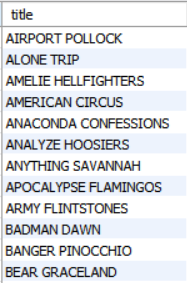 title
AIRPORT POLLOCK
ALONE TRIP
AMELIE HELLFIGHTERS
AMERICAN CIRCUS
ANACONDA CONFESSIONS
ANALYZE HOOSIERS
ANYTHING SAVANNAH
APOCALYPSE FLAMINGOS
ARMY FLINTSTONES
BADMAN DAWN
BANGER PINOCCHIO
BEAR GRACELAND